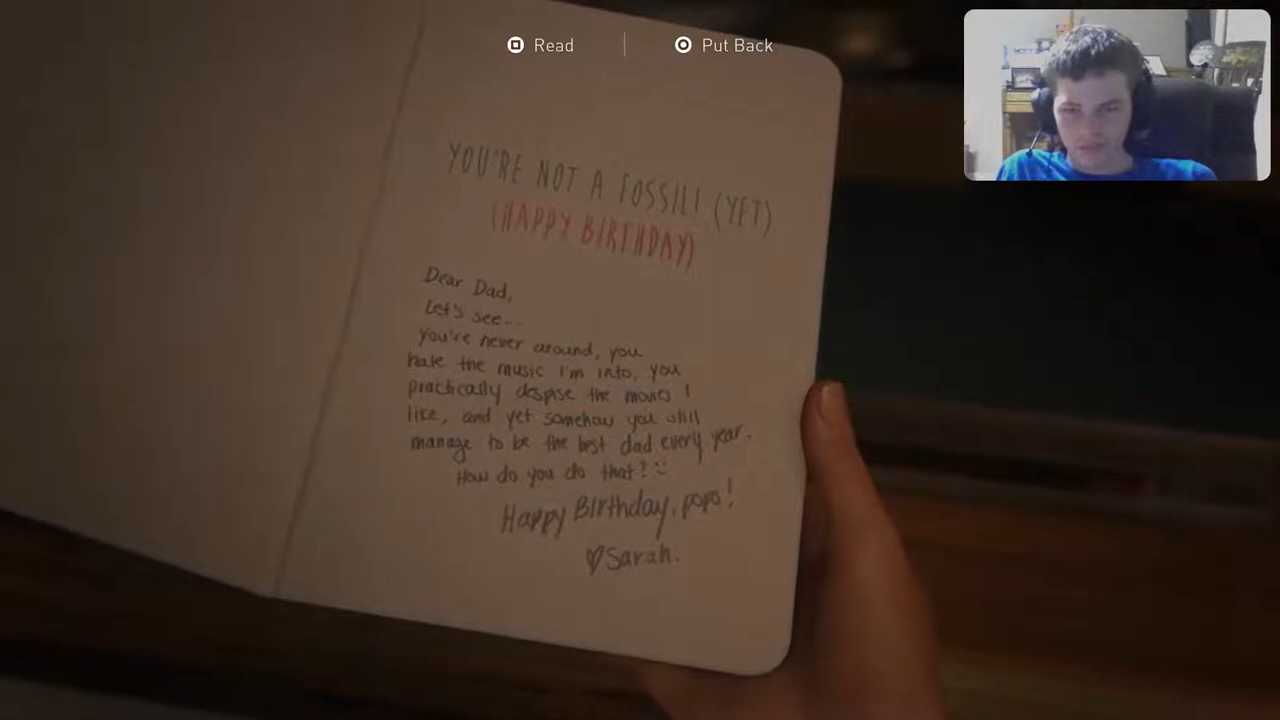 Read
Put Back
YOU'RE NOT A FOSSIL! (YET)
(HAPPY BIRTHDAY)
Dear Dad,
Let's see...
You're never around, you
hate the music I'm into, you
practically despise the movies I
like, and yet somehow you still
manage to be the best dad every year.
How do you do that? :)
Happy Birthday, pops!
♡ Sarah.